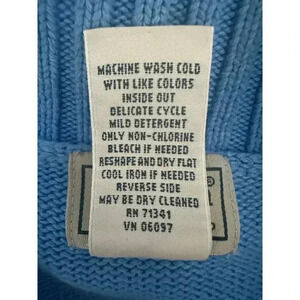 MACHINE WASH COLD
WITH LIKE COLORS
INSIDE OUT
DELICATE CYCLE
MILD DETERGENT
ONLY NON-CHLORINE
BLEACH IF NEEDED
RESHAPE AND DRY FLAT
COOL IRON IF NEEDED
REVERSE SIDE
MAY BE DRY CLEANED
RN 71341
VN 06097
®